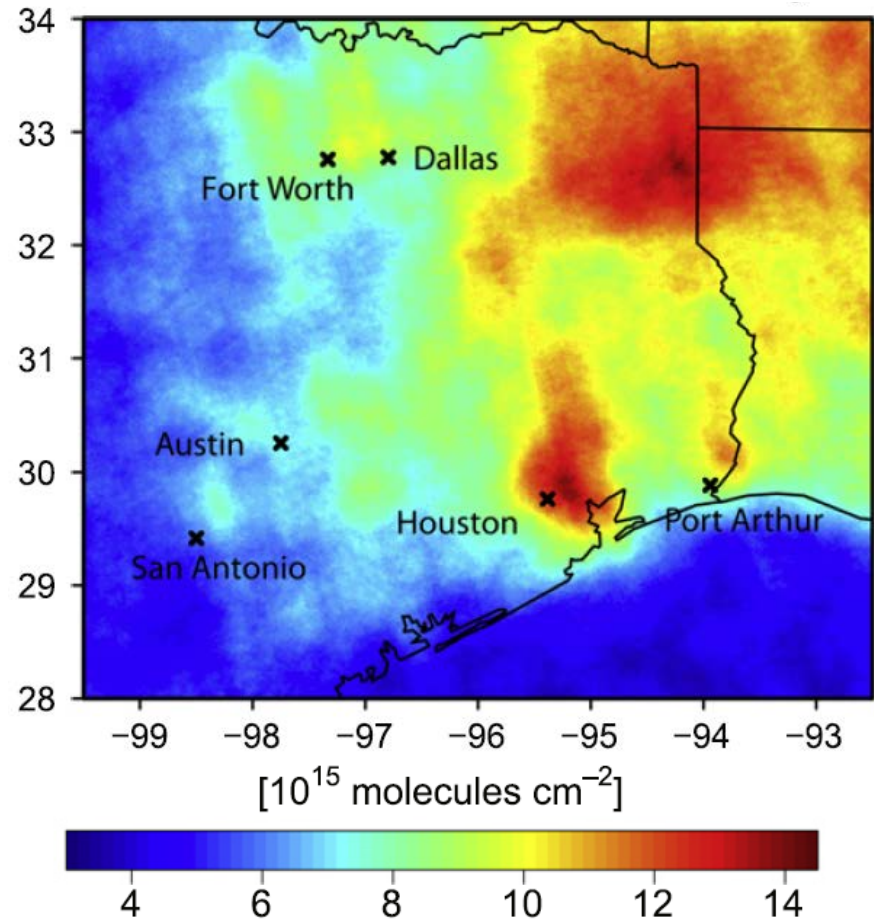 34
33
32
31
30
29
28
Dallas
Fort Worth
Austin
Houston
Port Arthur
San Antonio
−99 −98 −97 −96 −95 −94 −93
[10¹⁵ molecules cm⁻²]
4 6 8 10 12 14